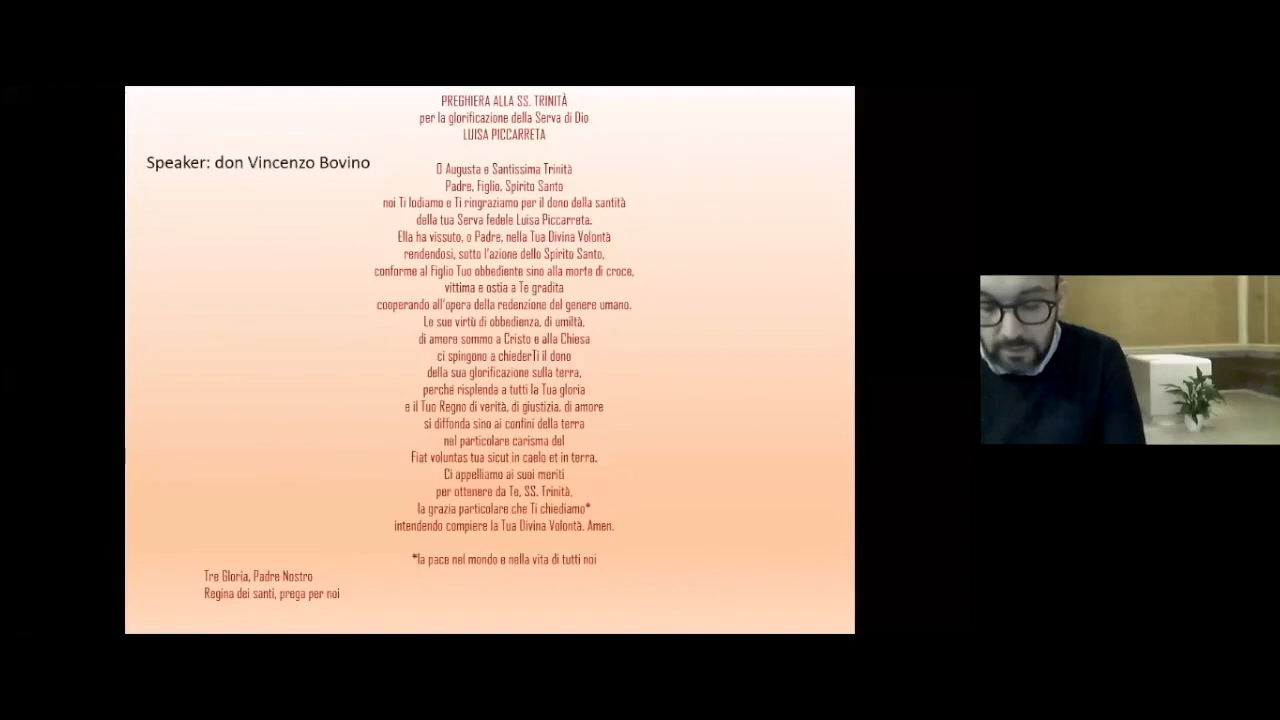 PREGHIERA ALLA SS. TRINITÀ
per la glorificazione della Serva di Dio
LUISA PICCARRETA
Speaker: don Vincenzo Bovino
O Augusta e Santissima Trinità
Padre, Figlio, Spirito Santo
noi Ti lodiamo e Ti ringraziamo per il dono della santità
della tua Serva fedele Luisa Piccarreta.
Ella ha vissuto, o Padre, nella Tua Divina Volontà
rendendosi, sotto l'azione dello Spirito Santo,
conforme al Figlio Tuo obbediente sino alla morte di croce,
vittima e ostia a Te gradita
cooperando all'opera della redenzione del genere umano.
Le sue virtù di obbedienza, di umiltà,
di amore sommo a Cristo e alla Chiesa
ci spingono a chiederTi il dono
della sua glorificazione sulla terra,
perché risplenda a tutti la Tua gloria
e il Tuo Regno di verità, di giustizia, di amore
si diffonda sino ai confini della terra
nel particolare carisma del
Fiat voluntas tua sicut in caelo et in terra.
Ci appelliamo ai suoi meriti
per ottenere da Te, SS. Trinità,
la grazia particolare che Ti chiediamo*
intendendo compiere la Tua Divina Volontà. Amen.
*la pace nel mondo e nella vita di tutti noi
Tre Gloria, Padre Nostro
Regina dei santi, prega per noi